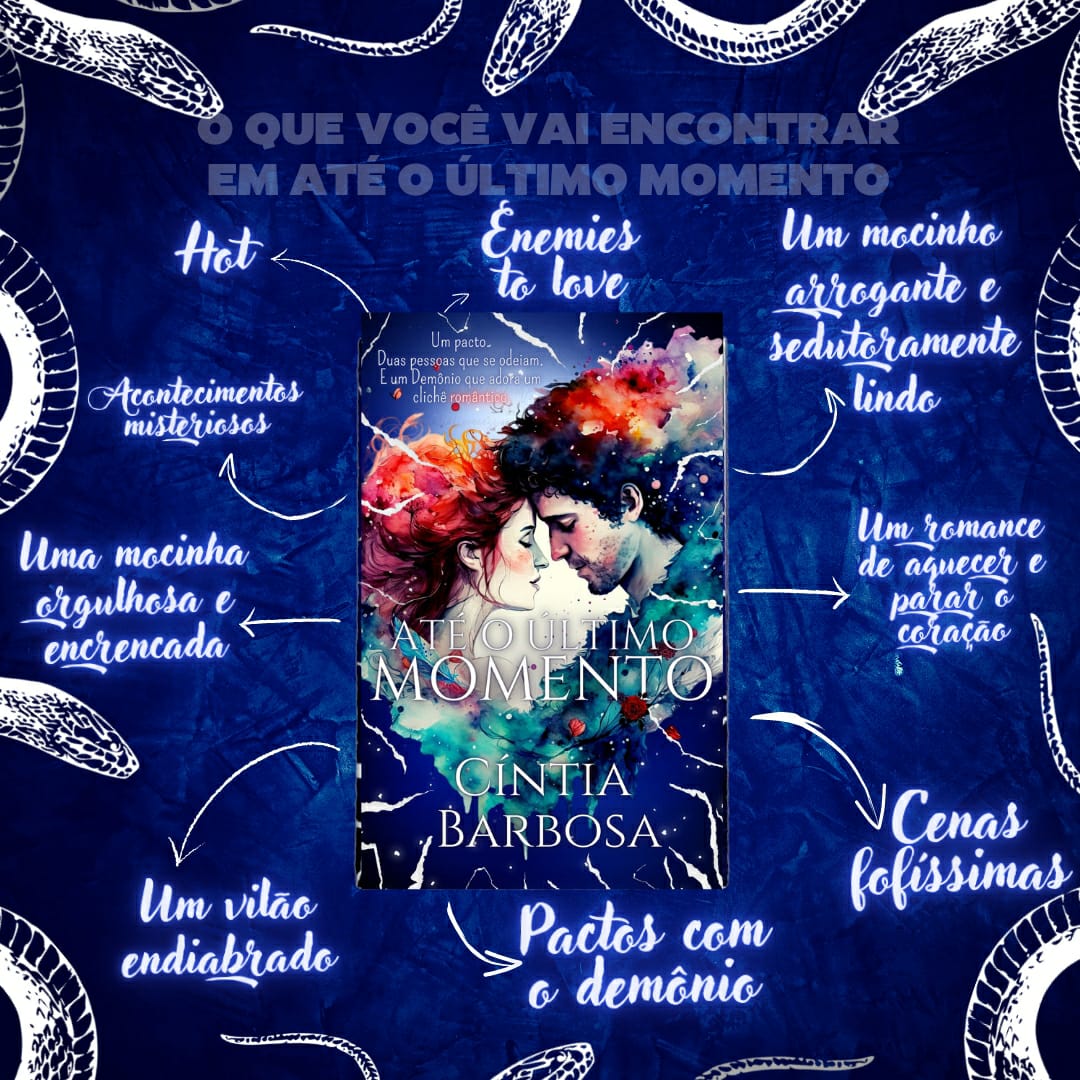 O QUE VOCÊ VAI ENCONTRAR
EM ATÉ O ÚLTIMO MOMENTO
Hot
Enemies
to love
Um mocinho
arrogante e
sedutoramente
lindo
Acontecimentos
misteriosos
Um pacto.
Duas pessoas que se odeiam.
E um Demônio que adora um
clichê romântico.
Uma mocinha
orgulhosa e
encrencada
Um romance
de aquecer e
parar o
coração
ATÉ O ÚLTIMO
MOMENTO
CÍNTIA
BARBOSA
Cenas
fofíssimas
Um vilão
endiabrado
Pactos com
o demônio